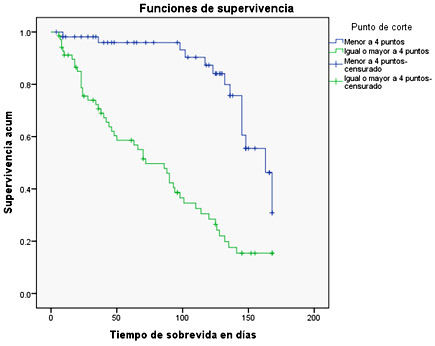 Funciones de supervivencia
Punto de corte
Menor a 4 puntos
Igual o mayor a 4 puntos
Menor a 4 puntos-
censurado
Igual o mayor a 4 puntos-
censurado
Supervivencia acum
1.0
0.8
0.6
0.4
0.2
0.0
0
50
100
150
200
Tiempo de sobrevida en días